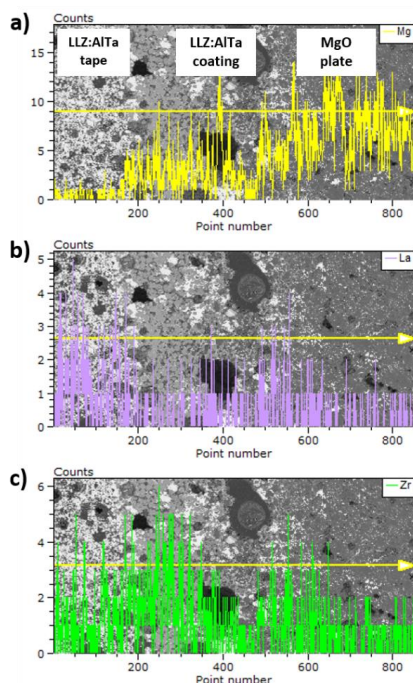 a)
Counts
LLZ:AlTa
tape
LLZ:AlTa
coating
MgO
plate
Mg
15
10
5
0
200
400
600
800
Point number
b)
Counts
La
5
4
3
2
1
0
200
400
600
800
Point number
c)
Counts
Zr
6
4
2
0
200
400
600
800
Point number